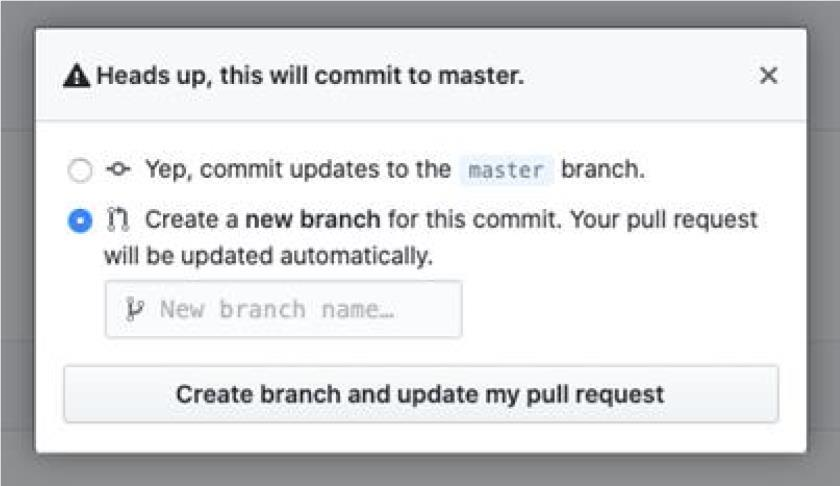 Heads up, this will commit to master.
Yep, commit updates to the master branch.
Create a new branch for this commit. Your pull request
will be updated automatically.
New branch name…
Create branch and update my pull request